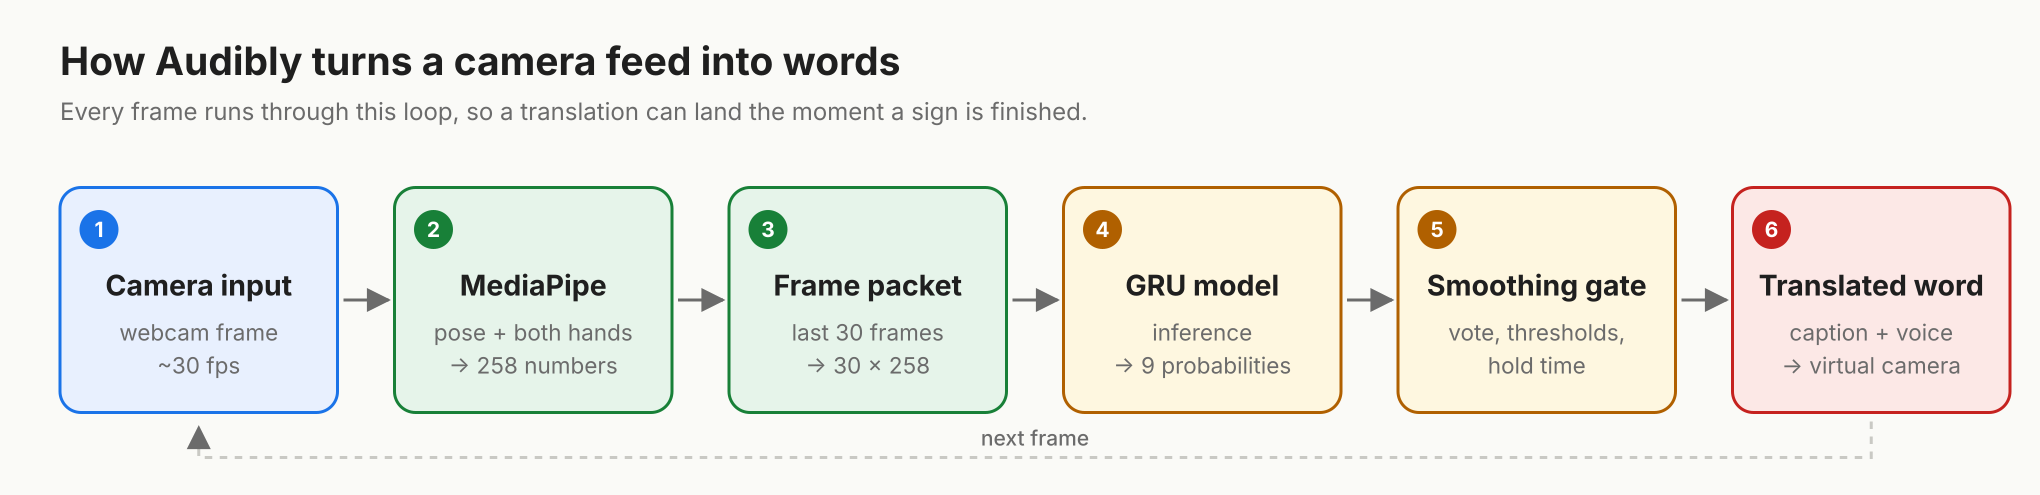 How Audibly turns a camera feed into words
Every frame runs through this loop, so a translation can land the moment a sign is finished.
1
Camera input
webcam frame
~30 fps
2
MediaPipe
pose + both hands
→ 258 numbers
3
Frame packet
last 30 frames
→ 30 × 258
4
GRU model
inference
→ 9 probabilities
5
Smoothing gate
vote, thresholds,
hold time
6
Translated word
caption + voice
→ virtual camera
next frame